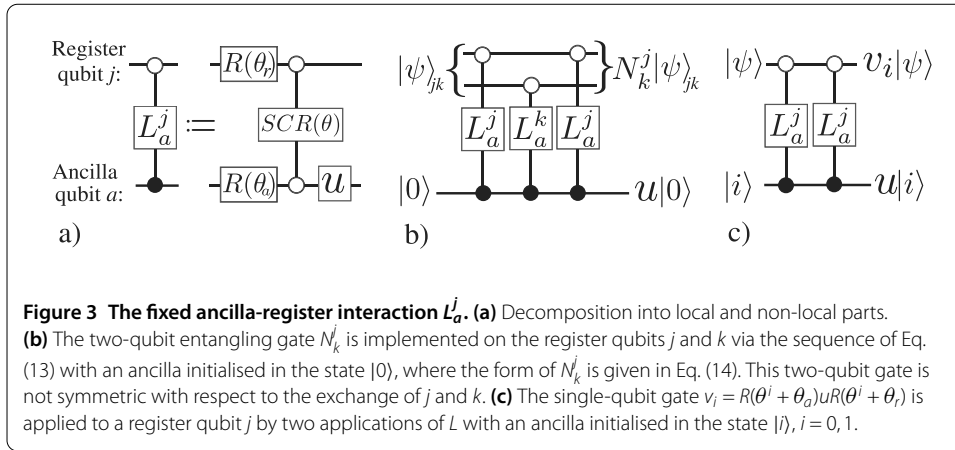 Register qubit j:
R(θr)
L_a^j :=
SCR(θ)
Ancilla qubit a:
R(θa)
u
a)
|ψ⟩_jk { } N_k^j|ψ⟩_jk
L_a^j L_a^k L_a^j
|0⟩ u|0⟩
b)
|ψ⟩ v_i|ψ⟩
L_a^j L_a^j
|i⟩ u|i⟩
c)
Figure 3 The fixed ancilla-register interaction L_a^j. (a) Decomposition into local and non-local parts.
(b) The two-qubit entangling gate N_k^j is implemented on the register qubits j and k via the sequence of Eq.
(13) with an ancilla initialised in the state |0⟩, where the form of N_k^j is given in Eq. (14). This two-qubit gate is
not symmetric with respect to the exchange of j and k. (c) The single-qubit gate v_i = R(θ^i + θ_a)uR(θ^i + θ_r) is
applied to a register qubit j by two applications of L with an ancilla initialised in the state |i⟩, i = 0, 1.